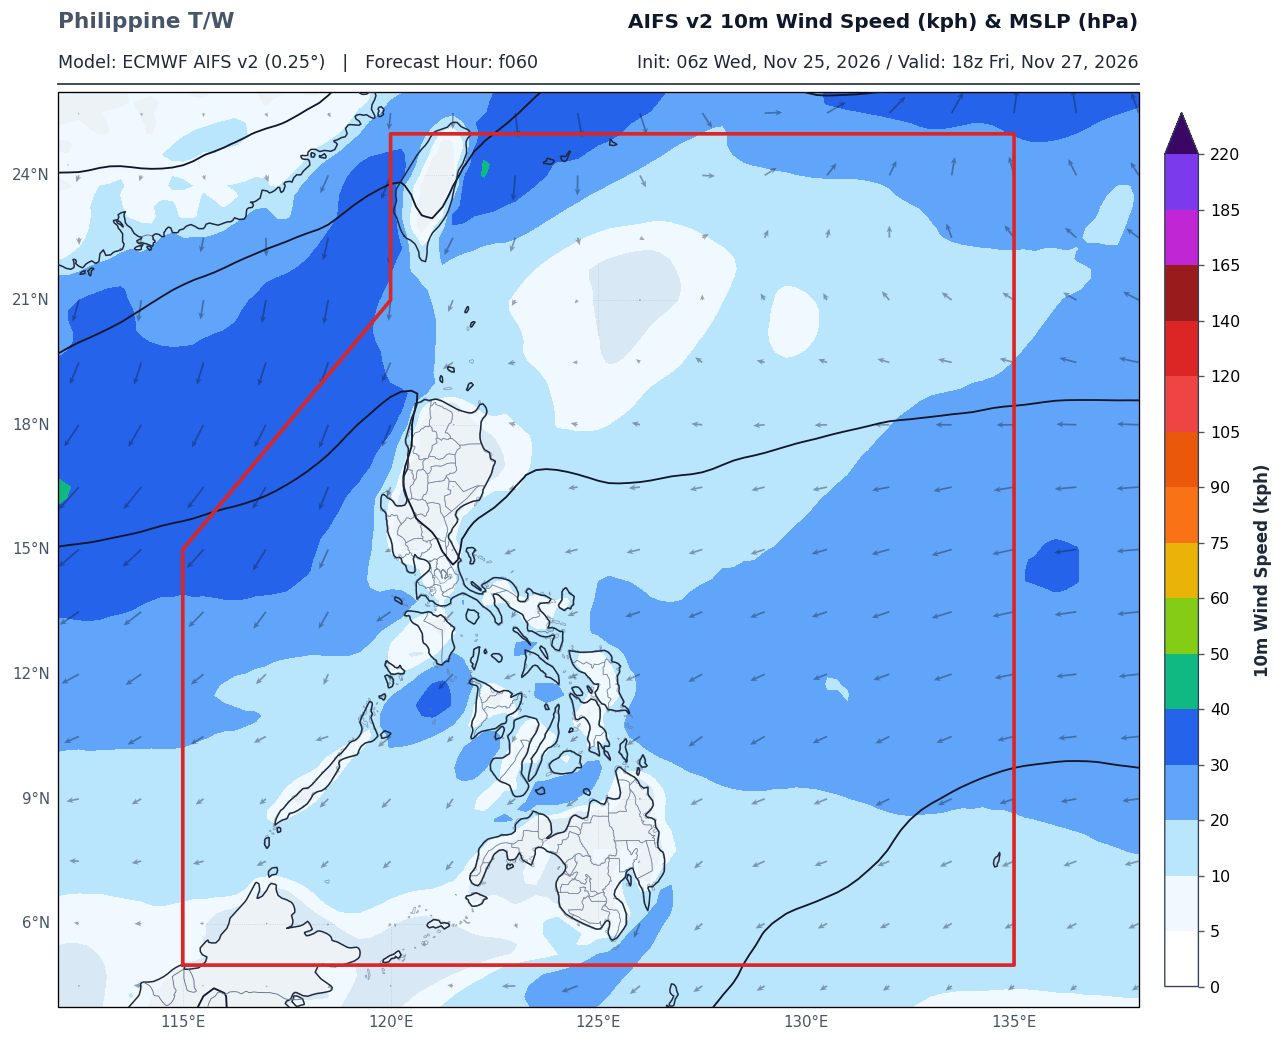 Philippine T/W
AIFS v2 10m Wind Speed (kph) & MSLP (hPa)
Model: ECMWF AIFS v2 (0.25°) | Forecast Hour: f060
Init: 06z Wed, Nov 25, 2026 / Valid: 18z Fri, Nov 27, 2026
24°N
21°N
18°N
15°N
12°N
9°N
6°N
115°E
120°E
125°E
130°E
135°E
220
185
165
140
120
105
90
75
60
50
40
30
20
10
5
0
10m Wind Speed (kph)